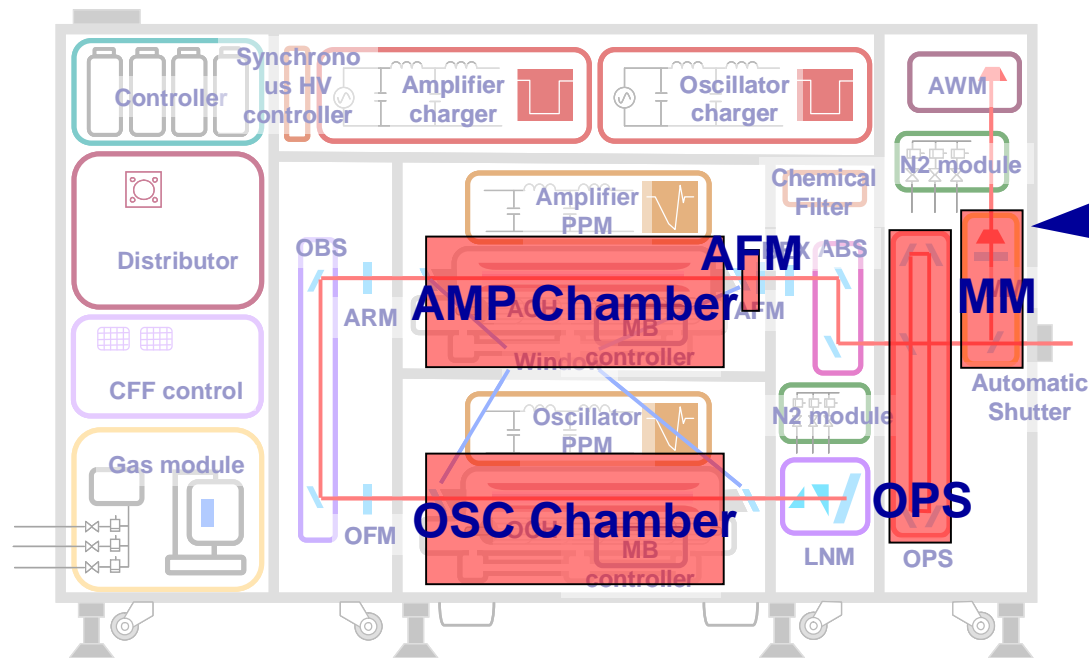 Controller
Synchrono
us HV
controller
Amplifier
charger
Oscillator
charger
AWM
N2 module
Distributor
OBS
Amplifier
PPM
Chemical
Filter
AFM
ABS
ARM
AMP Chamber
AFM
MM
MB
controller
Window
CFF control
Oscillator
PPM
N2 module
Automatic
Shutter
Gas module
OFM
OSC Chamber
OCH
MB
controller
LNM
OPS
OPS